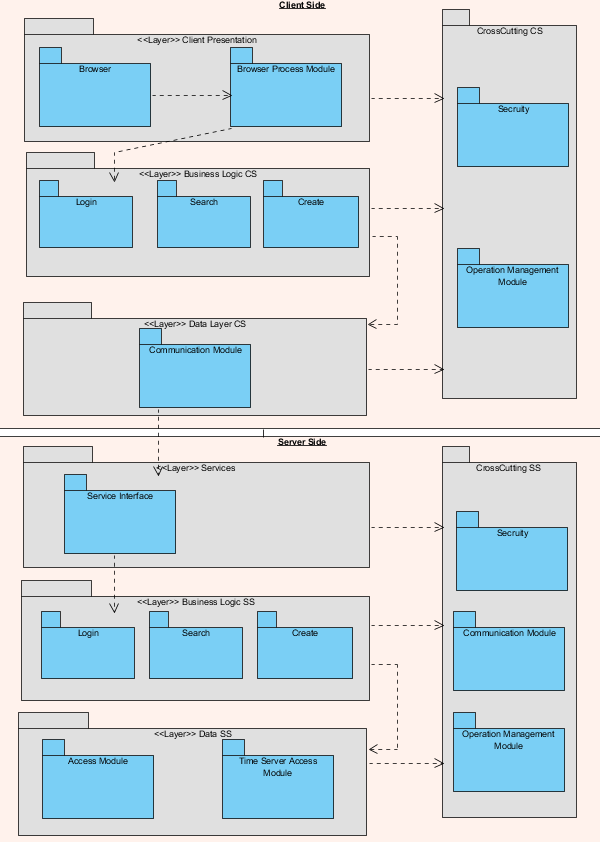 Client Side
<<Layer>> Client Presentation
CrossCutting CS
Browser
Browser Process Module
Secruity
<<Layer>> Business Logic CS
Login
Search
Create
Operation Management
Module
<<Layer>> Data Layer CS
Communication Module
Server Side
<<Layer>> Services
CrossCutting SS
Service Interface
Secruity
<<Layer>> Business Logic SS
Login
Search
Create
Communication Module
<<Layer>> Data SS
Operation Management
Module
Access Module
Time Server Access
Module